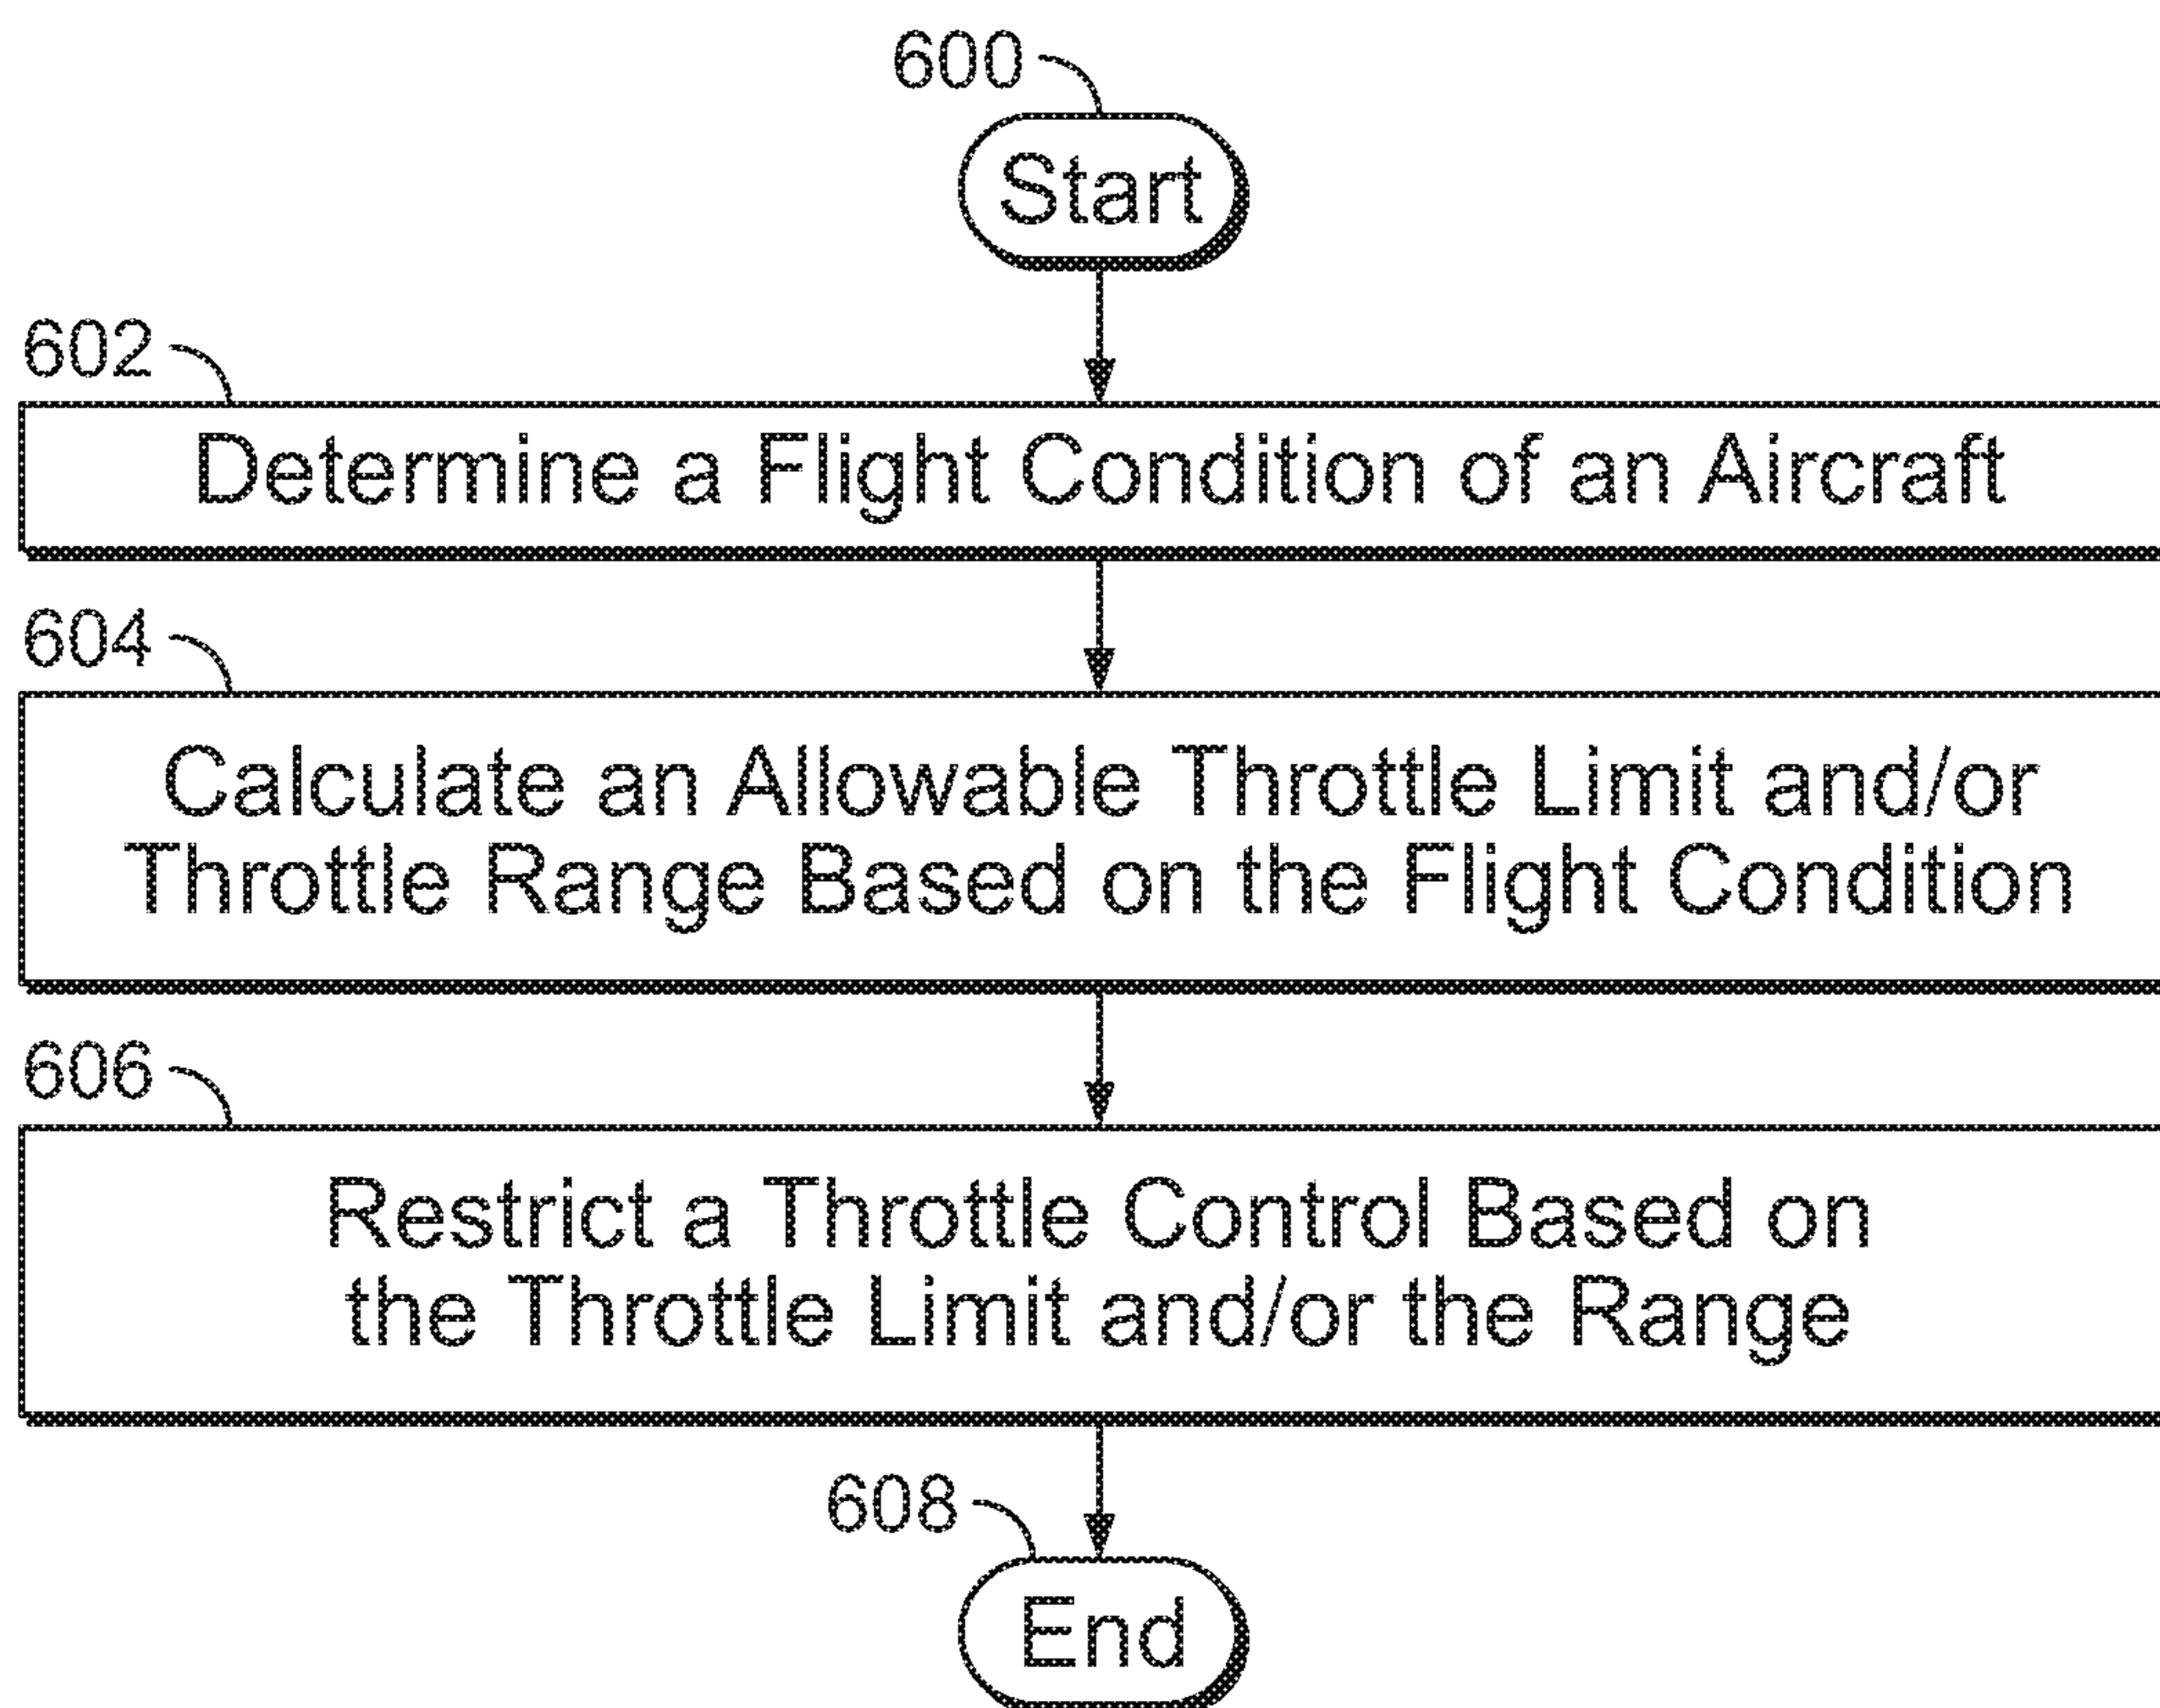 600
Start
602
Determine a Flight Condition of an Aircraft
604
Calculate an Allowable Throttle Limit and/or
Throttle Range Based on the Flight Condition
606
Restrict a Throttle Control Based on
the Throttle Limit and/or the Range
608
End